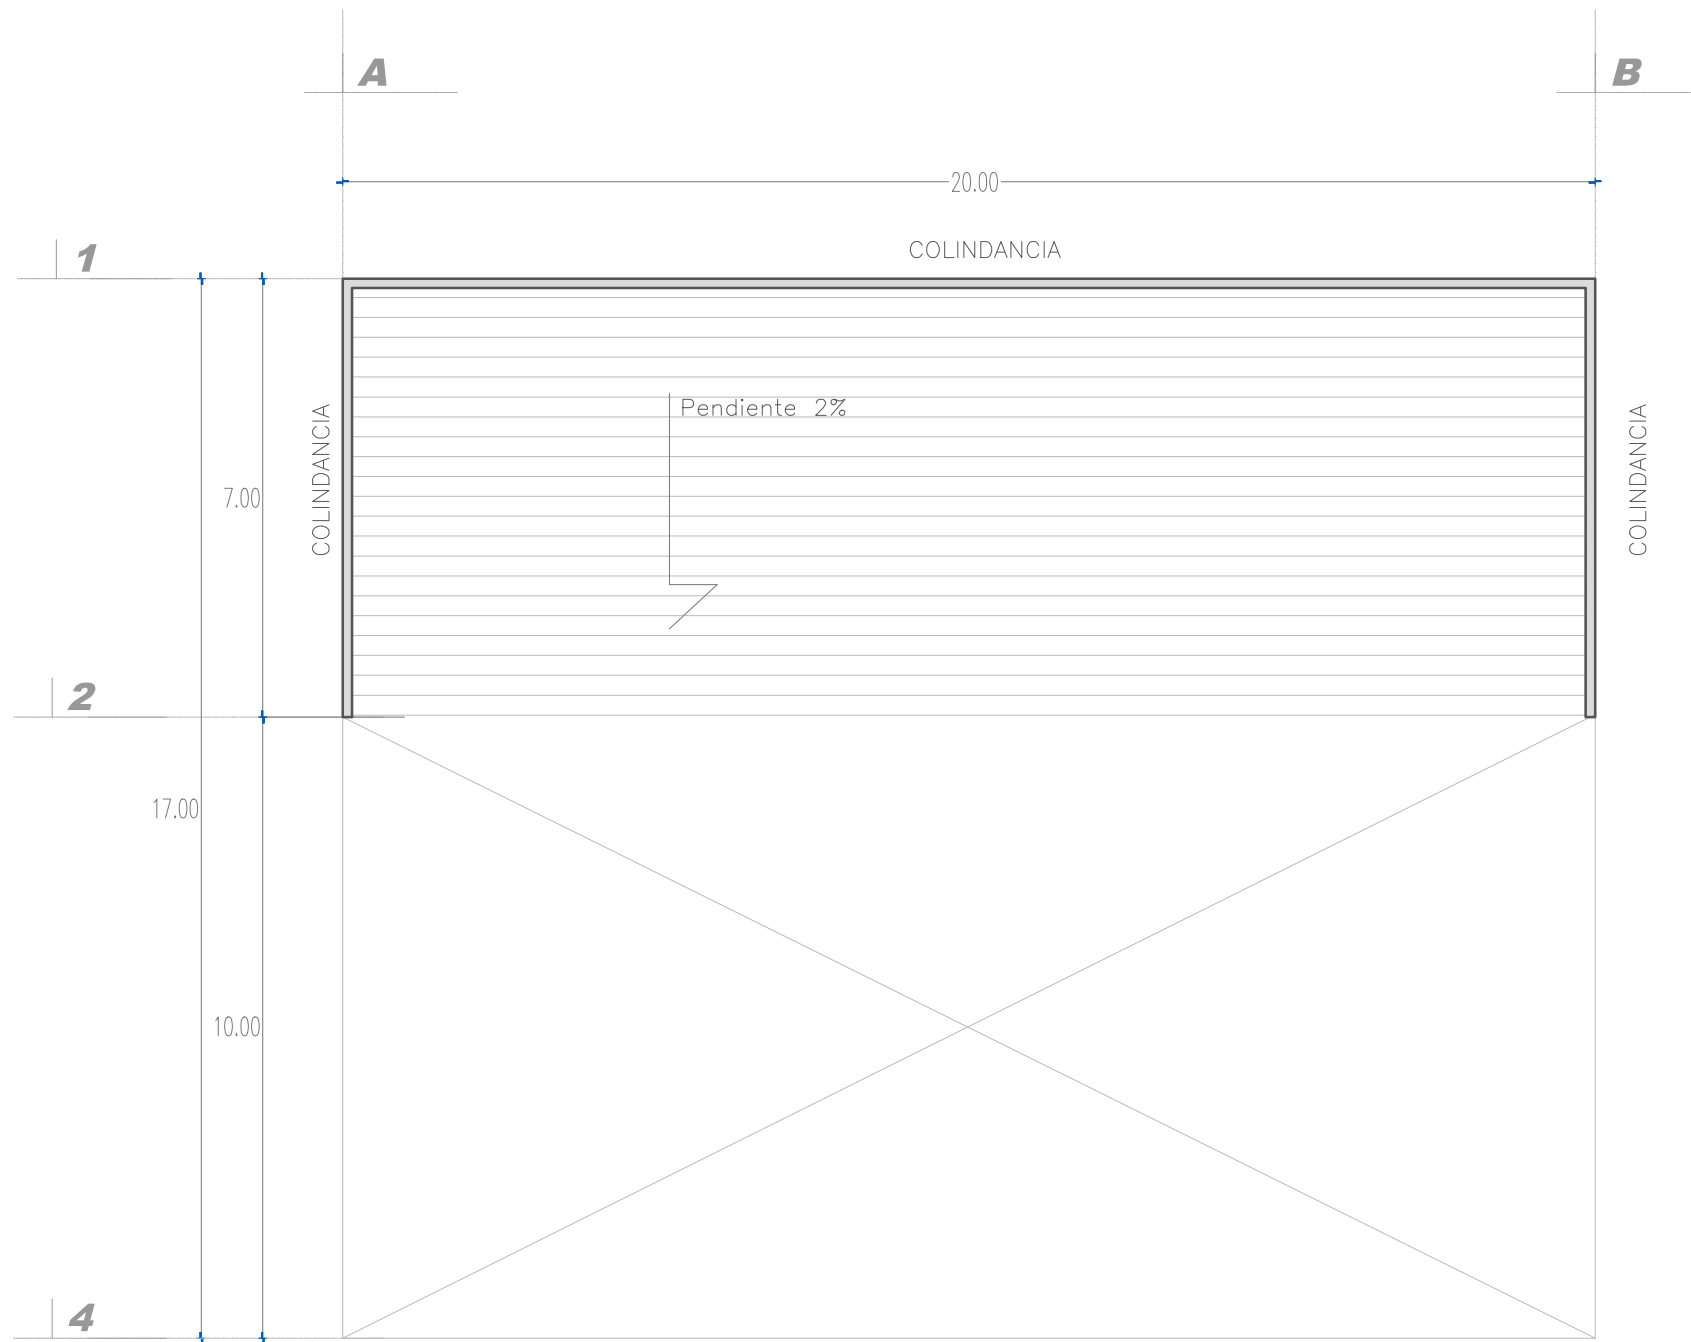 A
B
20.00
COLINDANCIA
1
Pendiente 2%
COLINDANCIA
COLINDANCIA
7.00
2
17.00
10.00
4